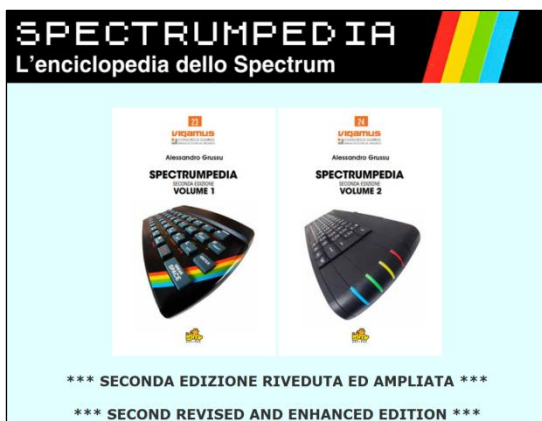 SPECTRUMPEDIA
L'enciclopedia dello Spectrum
23
VIGAMUS
Alessandro Grussu
SPECTRUMPEDIA
SECONDA EDIZIONE
VOLUME 1
24
VIGAMUS
Alessandro Grussu
SPECTRUMPEDIA
SECONDA EDIZIONE
VOLUME 2
*** SECONDA EDIZIONE RIVEDUTA ED AMPLIATA ***
*** SECOND REVISED AND ENHANCED EDITION ***